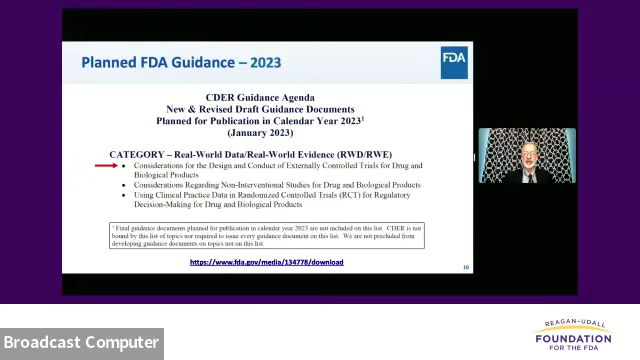 Planned FDA Guidance – 2023
FDA
CDER Guidance Agenda
New & Revised Draft Guidance Documents
Planned for Publication in Calendar Year 2023¹
(January 2023)
CATEGORY – Real-World Data/Real-World Evidence (RWD/RWE)
• Considerations for the Design and Conduct of Externally Controlled Trials for Drug and
Biological Products
• Considerations Regarding Non-Interventional Studies for Drug and Biological Products
• Using Clinical Practice Data in Randomized Controlled Trials (RCT) for Regulatory
Decision-Making for Drug and Biological Products
¹ Final guidance documents planned for publication in calendar year 2023 are not included on this list. CDER is not
bound by this list of topics nor required to issue every guidance document on this list. We are not precluded from
developing guidance documents on topics not on this list.
https://www.fda.gov/media/134778/download
10
Broadcast Computer
REAGAN-UDALL
FOUNDATION
FOR THE FDA